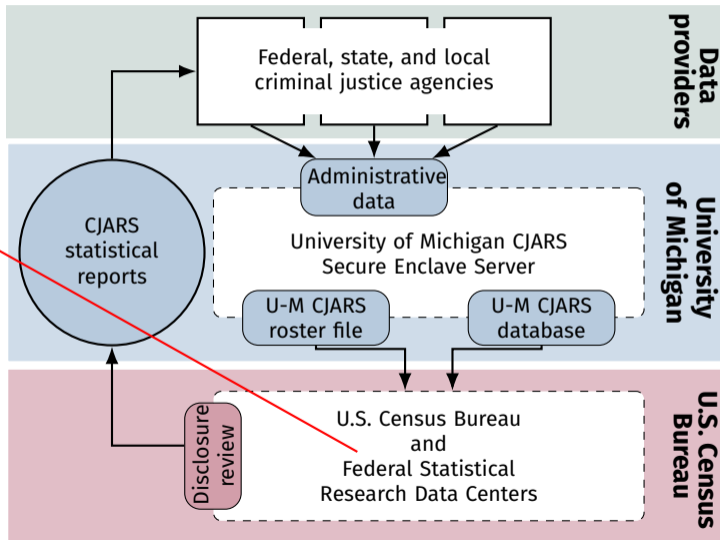 Federal, state, and local
criminal justice agencies
Data
providers
Administrative
data
CJARS
statistical
reports
University of Michigan CJARS
Secure Enclave Server
University
of Michigan
U-M CJARS
roster file
U-M CJARS
database
Disclosure
review
U.S. Census Bureau
and
Federal Statistical
Research Data Centers
U.S. Census
Bureau